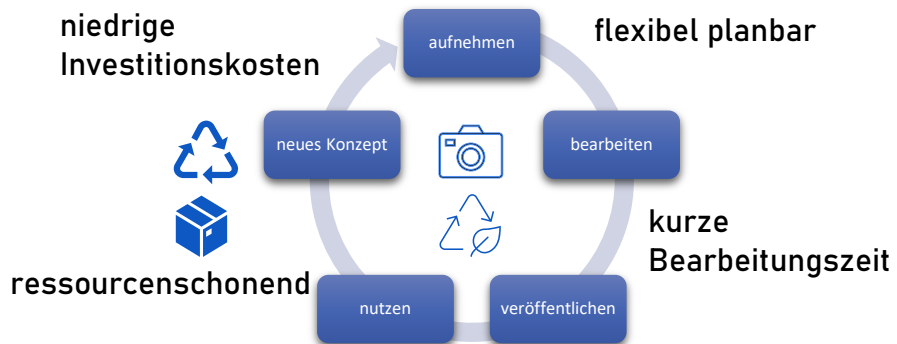 niedrige
Investitionskosten
aufnehmen
flexibel planbar
neues Konzept
bearbeiten
kurze
Bearbeitungszeit
ressourcenschonend
nutzen
veröffentlichen